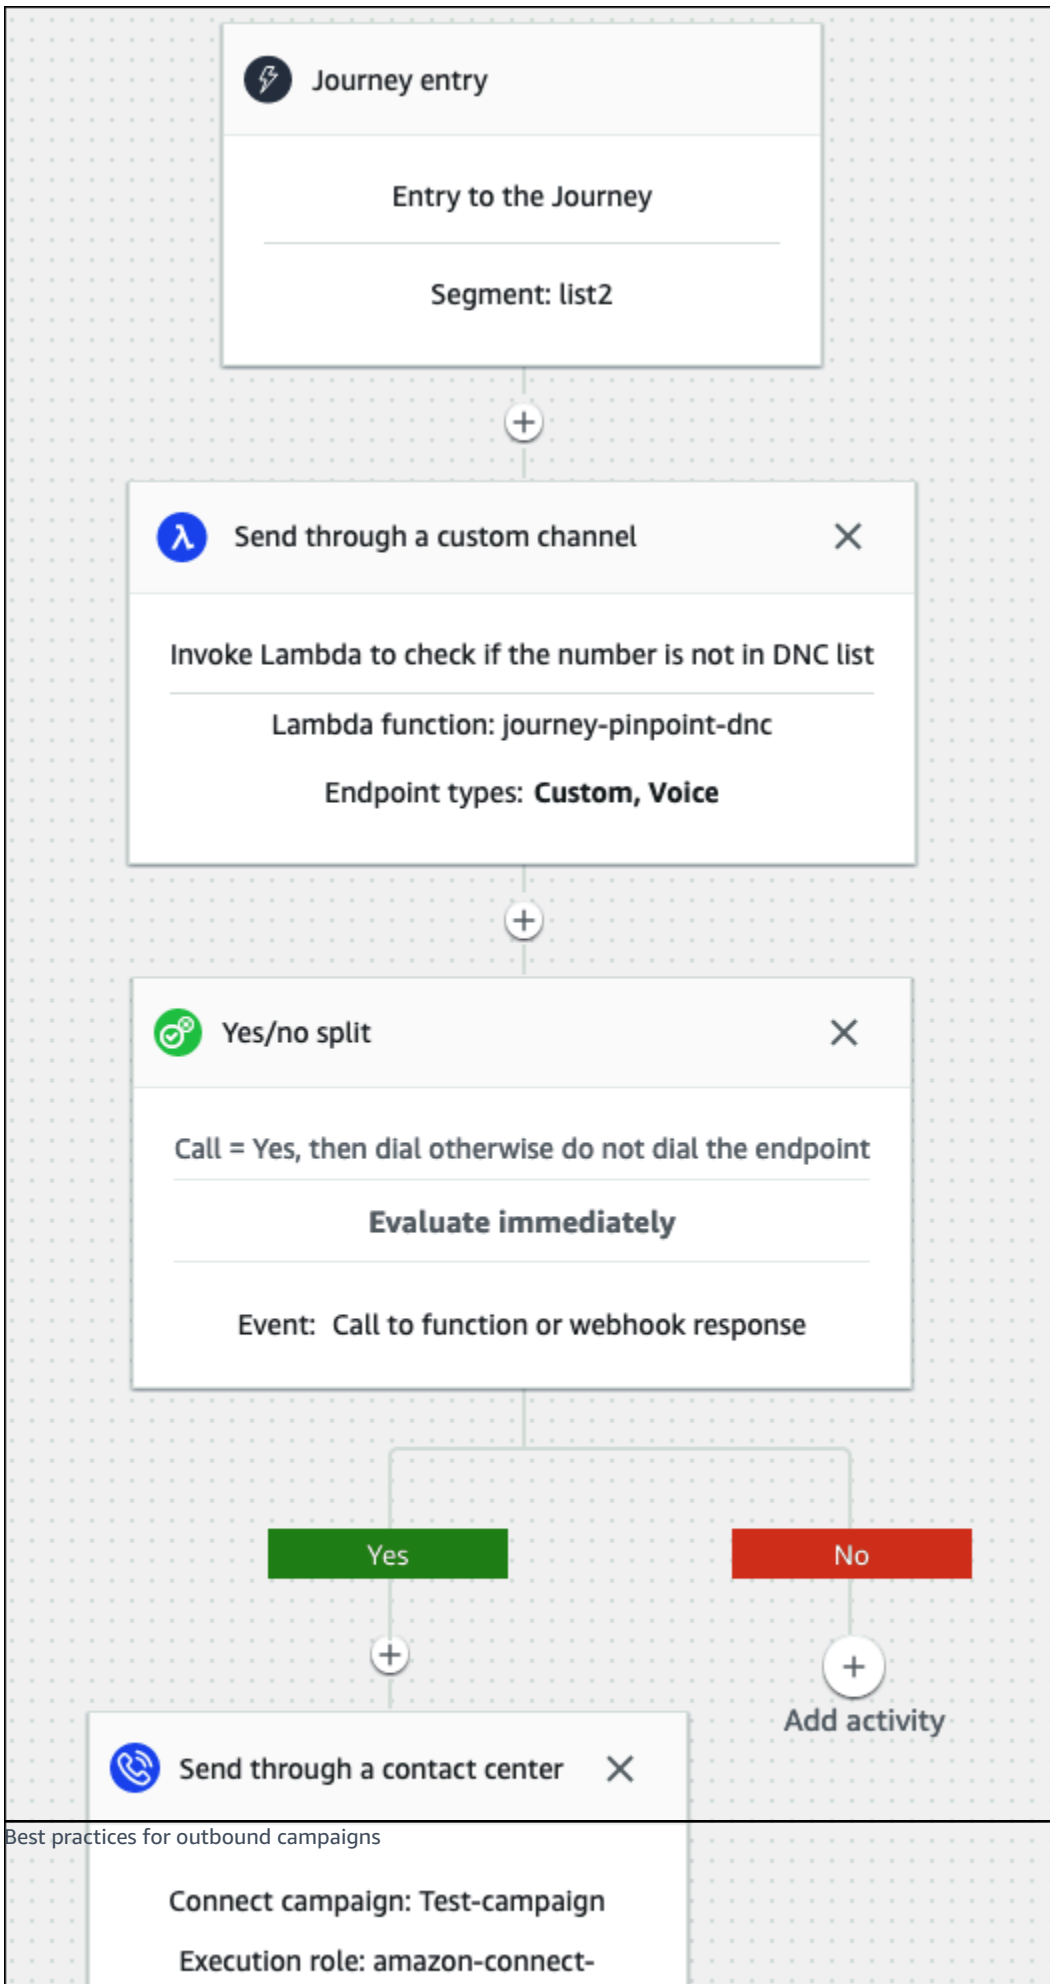 Journey entry
Entry to the Journey
Segment: list2
Send through a custom channel
Invoke Lambda to check if the number is not in DNC list
Lambda function: journey-pinpoint-dnc
Endpoint types: Custom, Voice
Yes/no split
Call = Yes, then dial otherwise do not dial the endpoint
Evaluate immediately
Event: Call to function or webhook response
Yes
No
Add activity
Send through a contact center
Best practices for outbound campaigns
Connect campaign: Test-campaign
Execution role: amazon-connect-